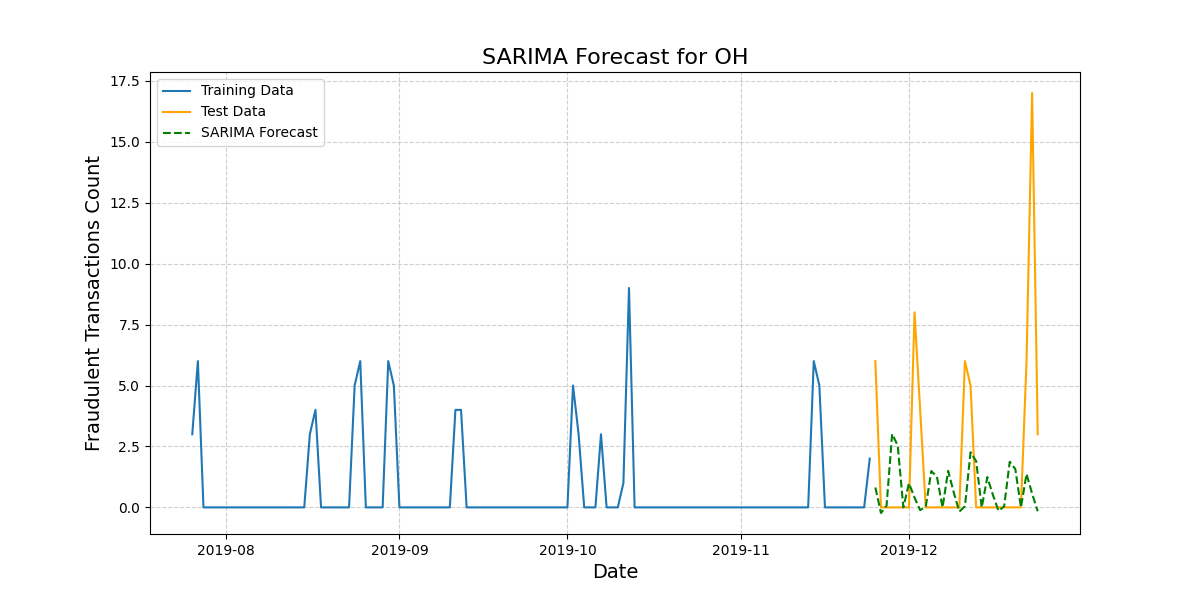 SARIMA Forecast for OH
Training Data
Test Data
SARIMA Forecast
Fraudulent Transactions Count
17.5
15.0
12.5
10.0
7.5
5.0
2.5
0.0
2019-08 2019-09 2019-10 2019-11 2019-12
Date